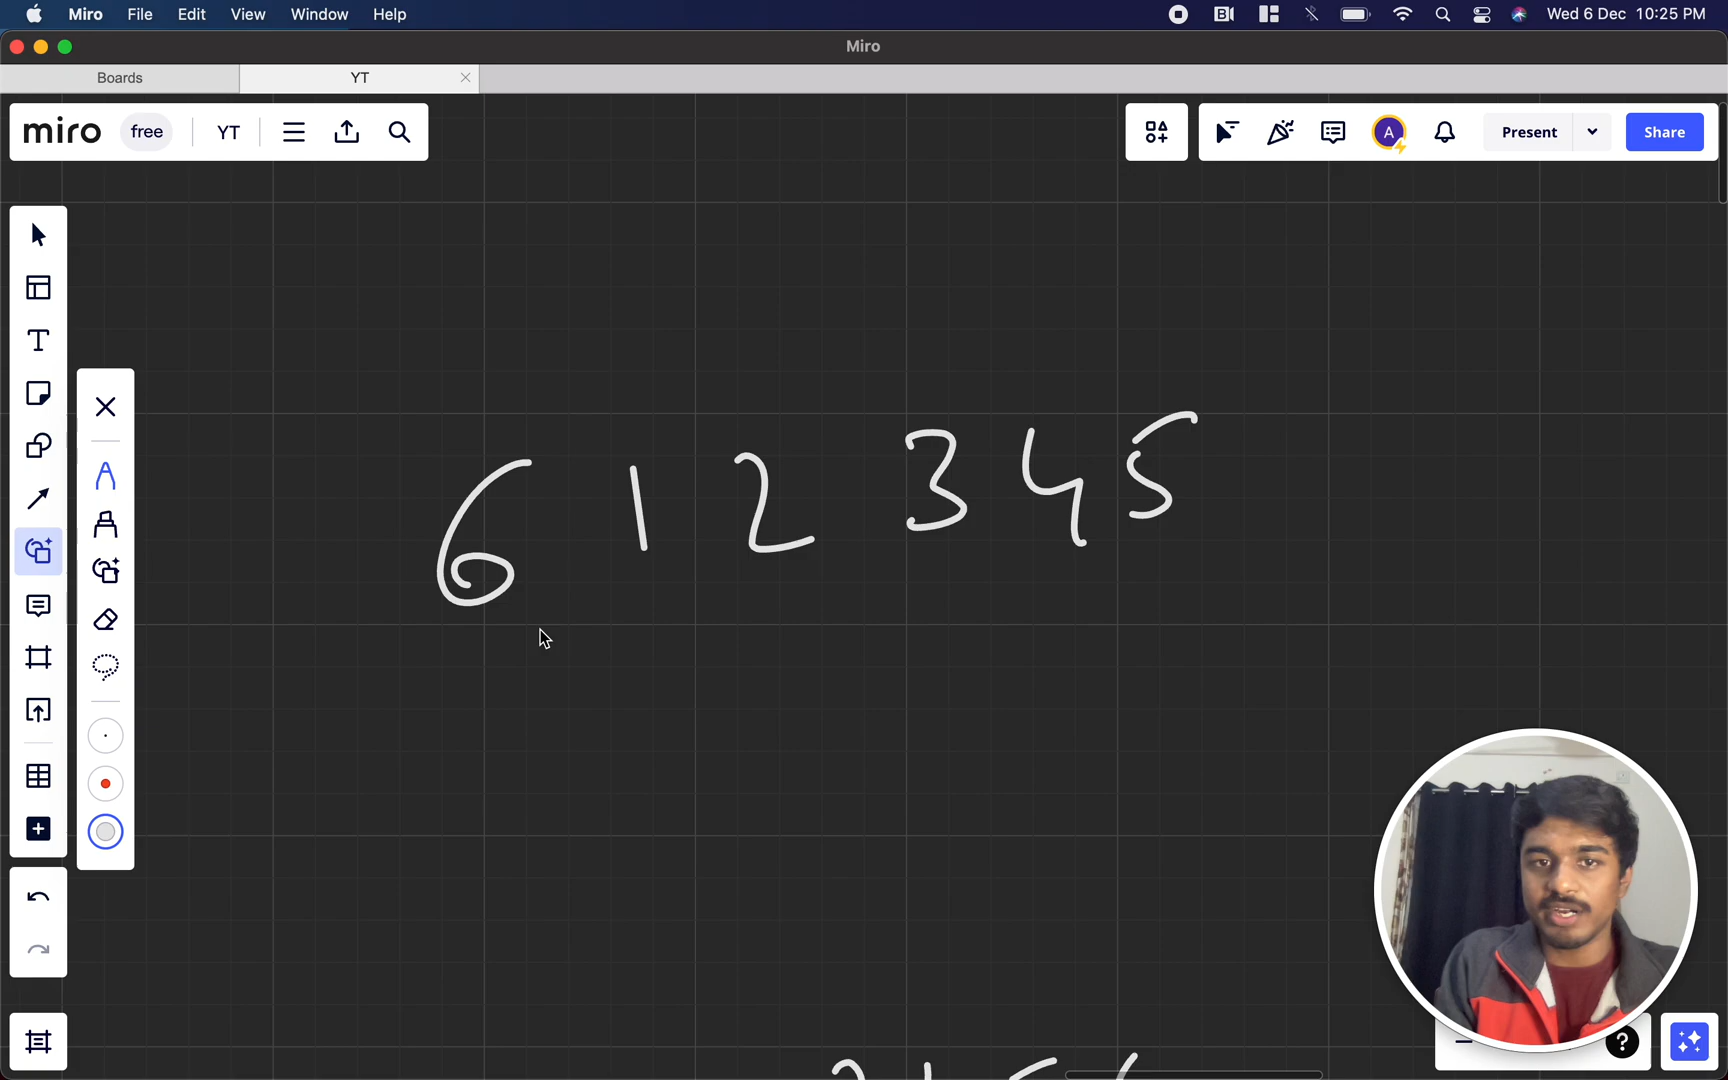 Miro File Edit View Window Help Wed 6 Dec 10:25 PM
Miro
Boards YT
miro free YT A Present Share
6 1 2 3 4 5
?